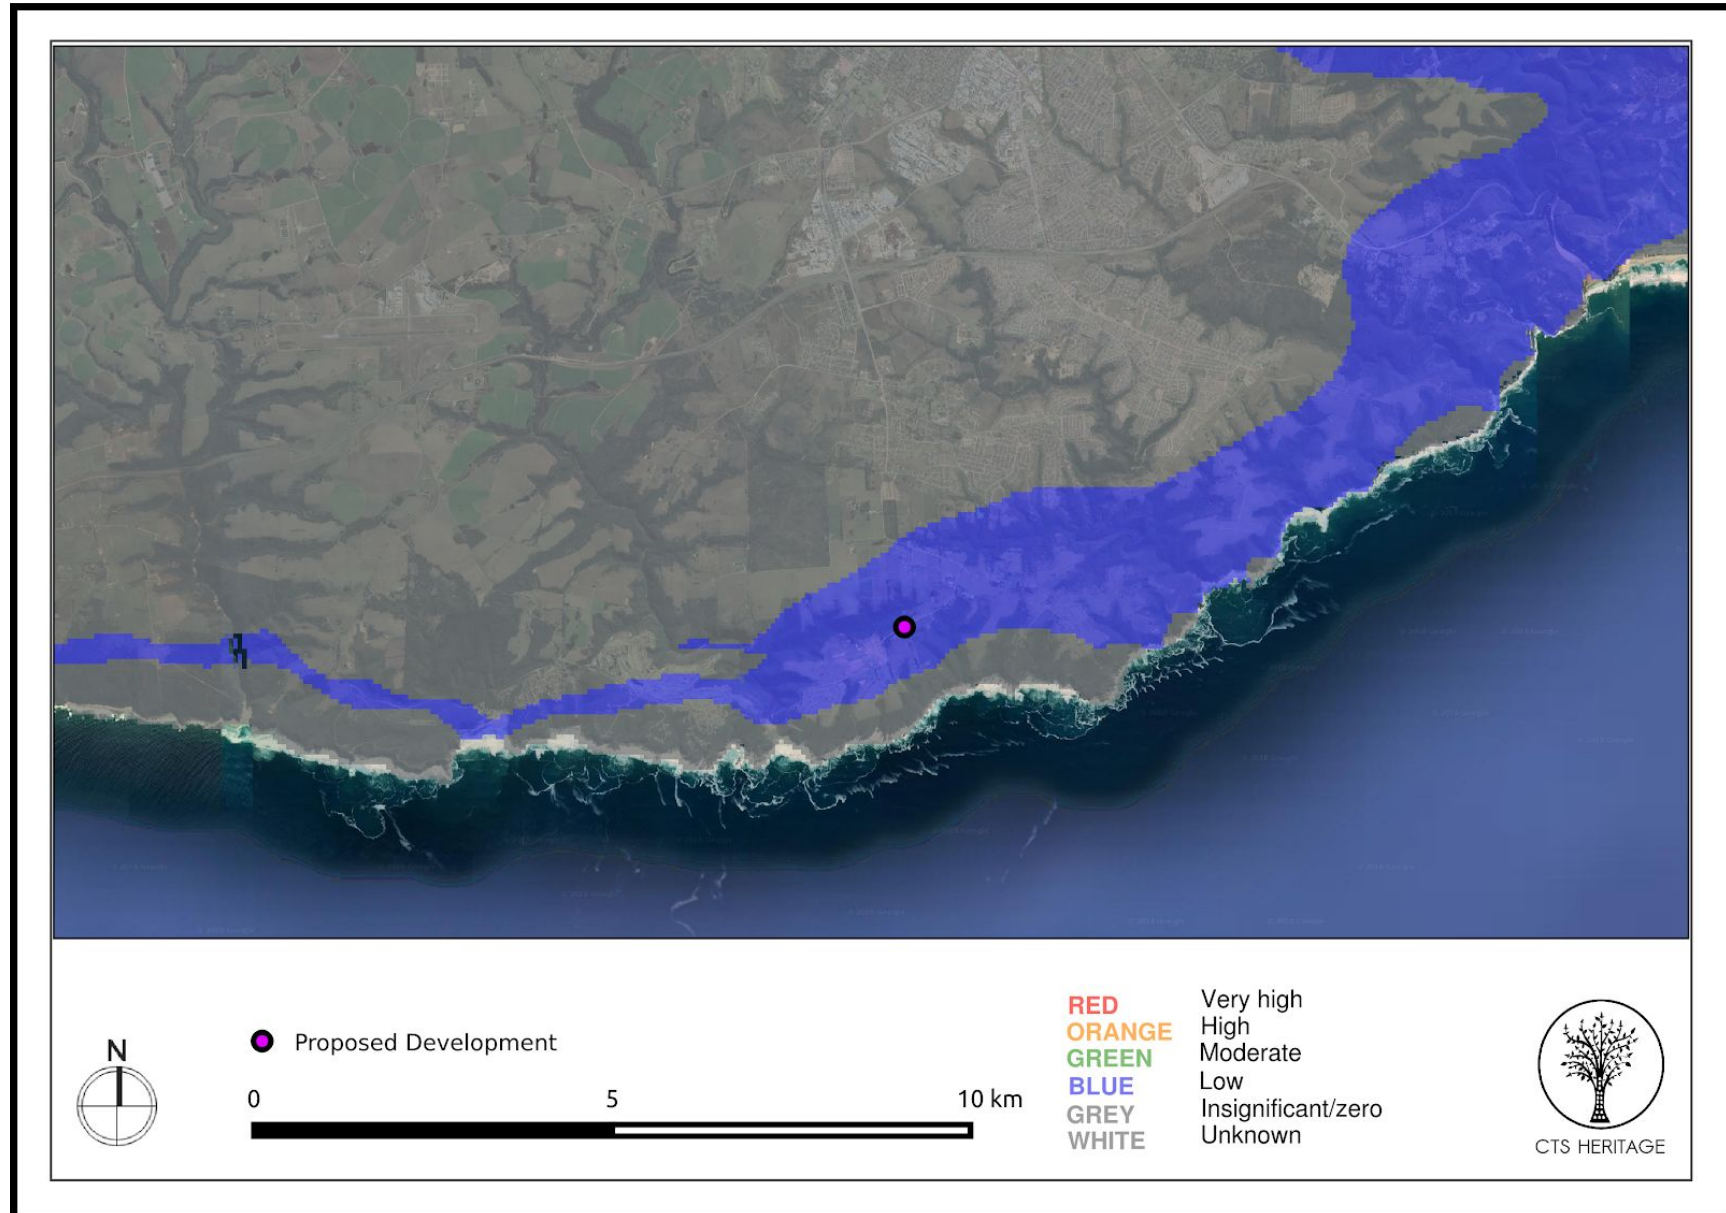 N
Proposed Development
0 5 10 km
RED Very high
ORANGE High
GREEN Moderate
BLUE Low
GREY Insignificant/zero
WHITE Unknown
CTS HERITAGE